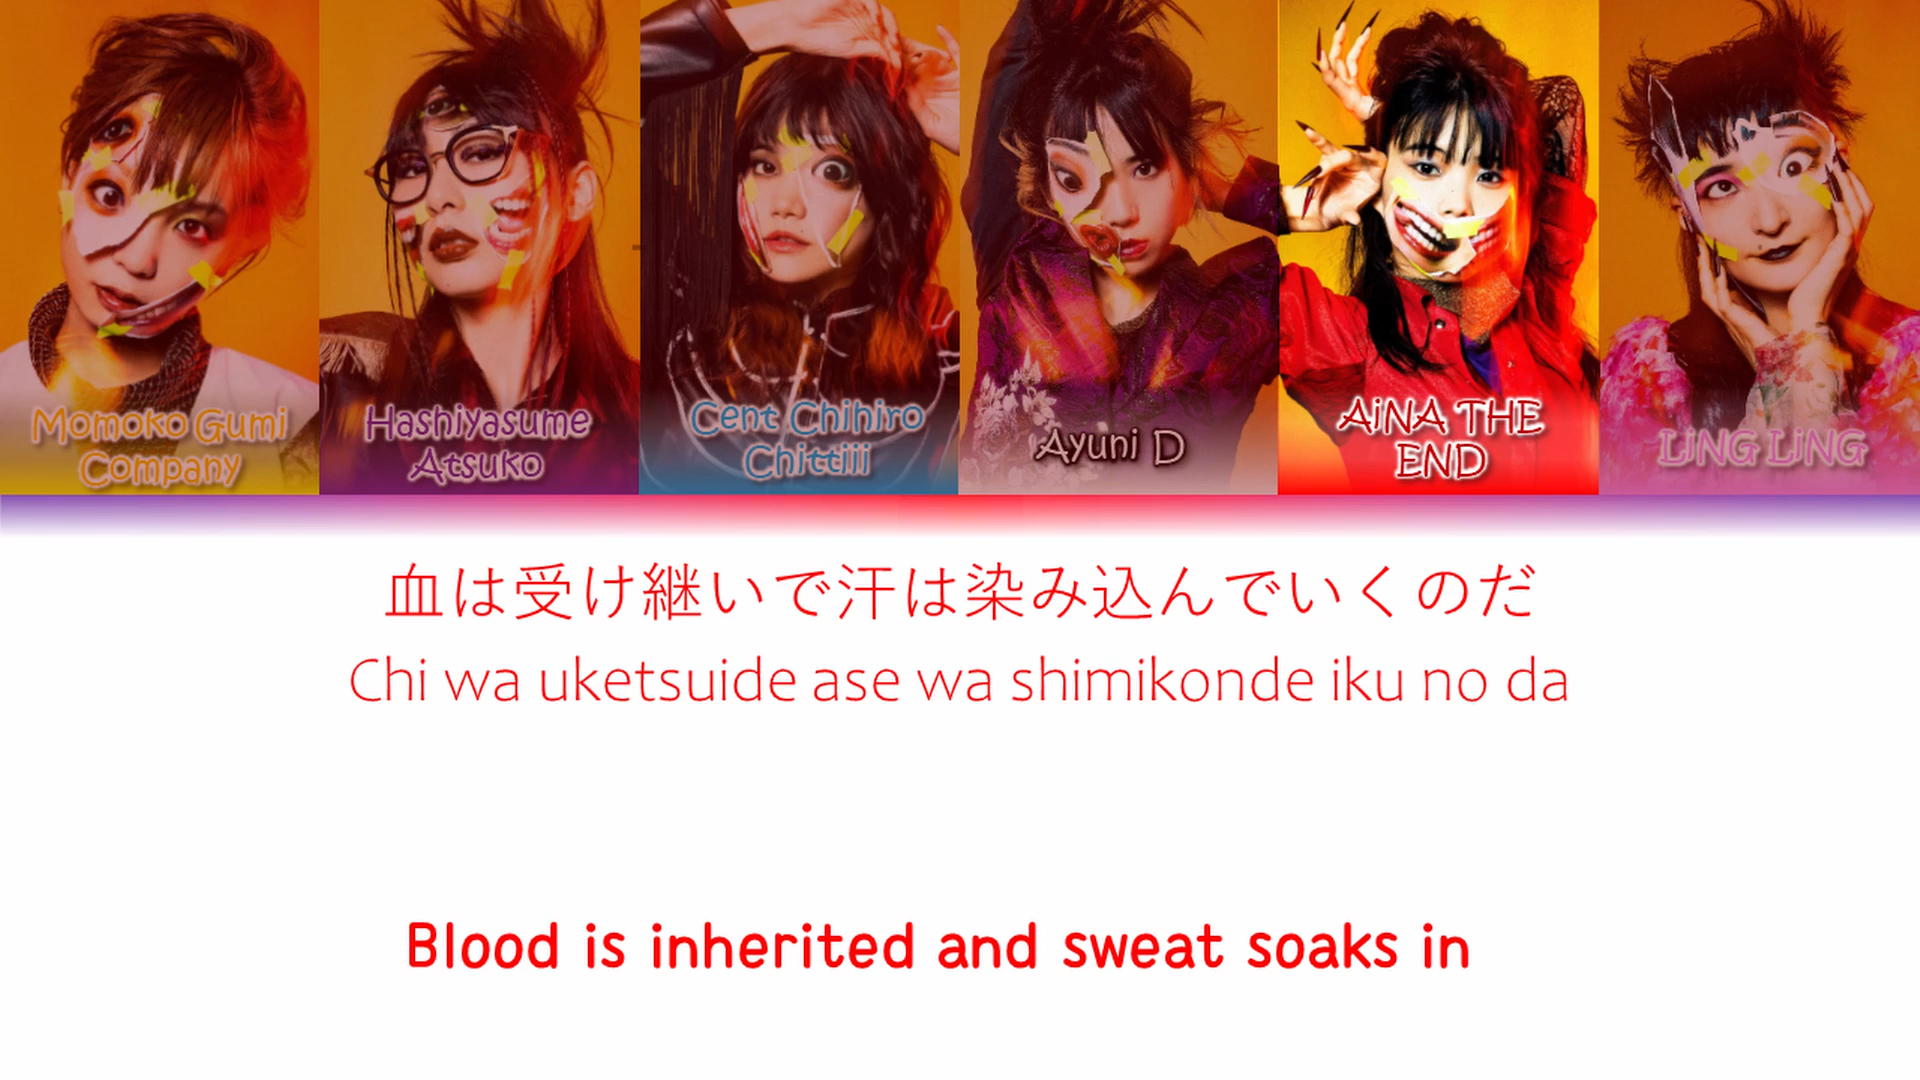 Momoko Gumi
Company
Hashiyasume
Atsuko
Cent Chihiro
Chittiii
Ayuni D
AiNA THE
END
LiNG LiNG
血は受け継いで汗は染み込んでいくのだ
Chi wa uketsuide ase wa shimikonde iku no da
Blood is inherited and sweat soaks in